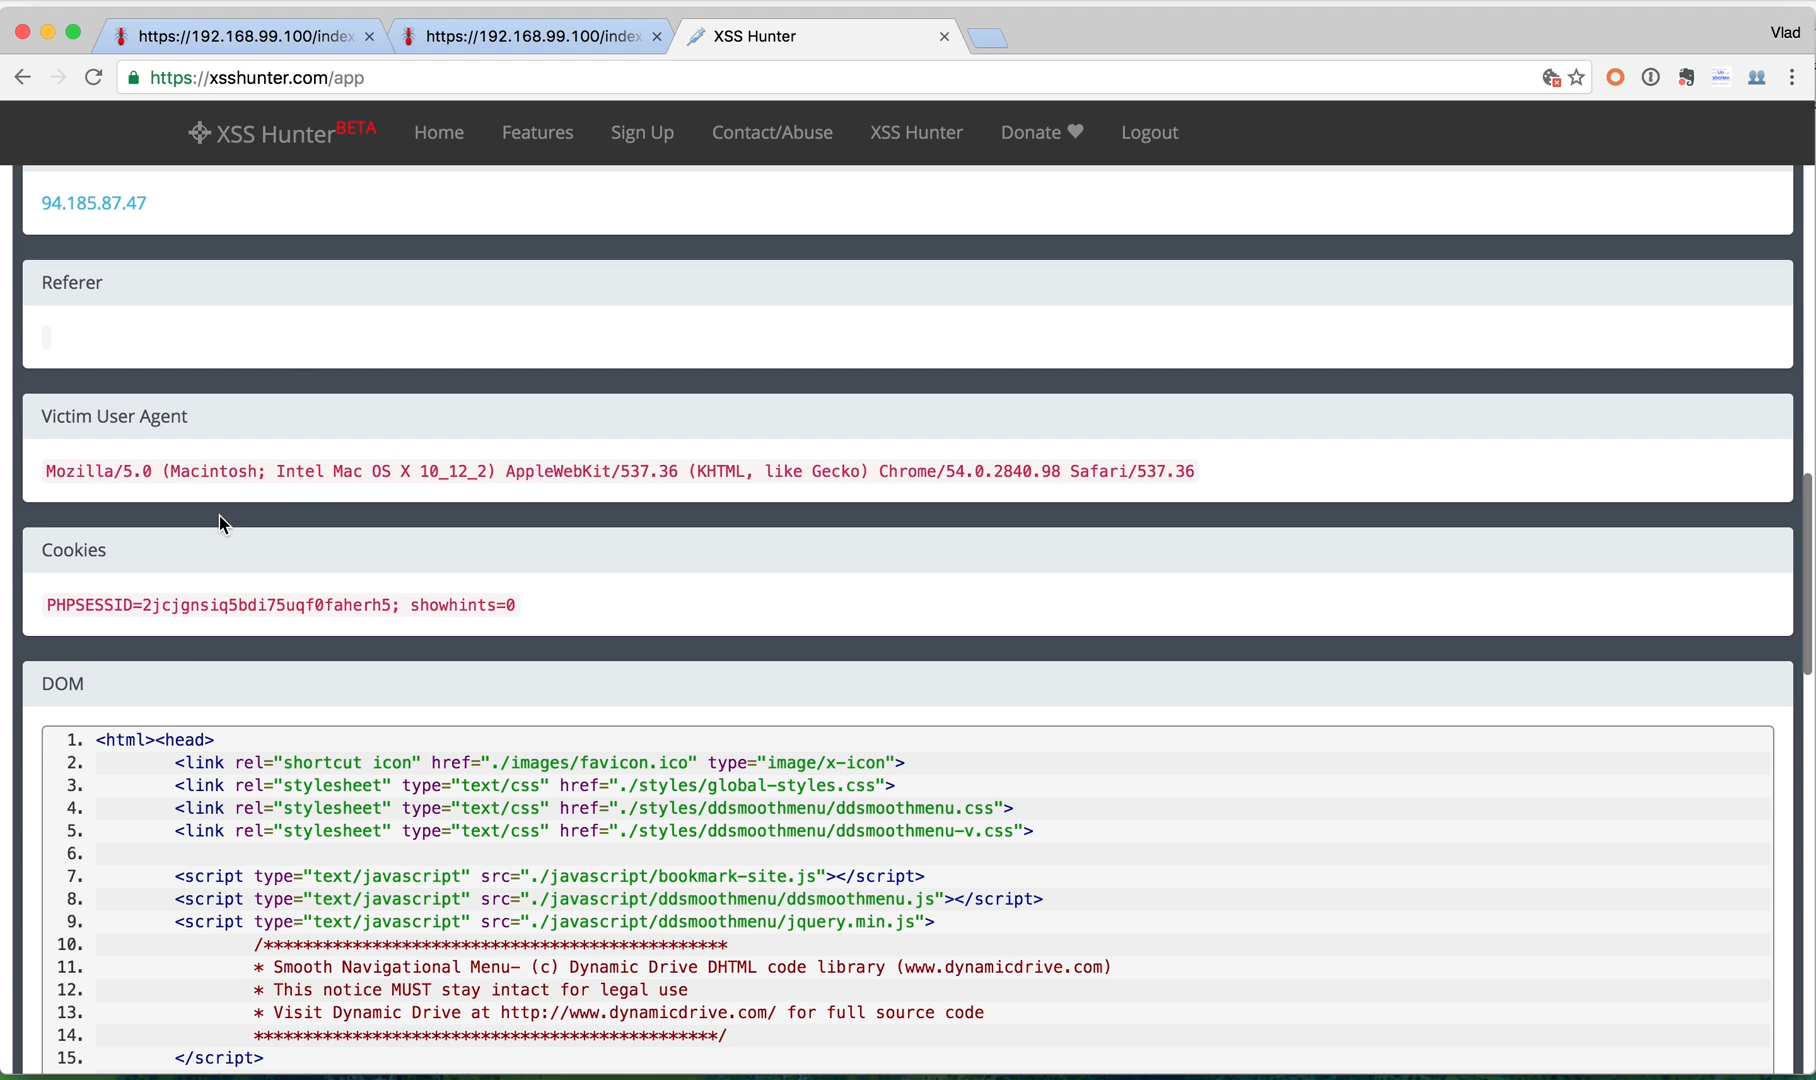 https://192.168.99.100/index
https://192.168.99.100/index
XSS Hunter
Vlad
https://xsshunter.com/app
XSS Hunter BETA
Home
Features
Sign Up
Contact/Abuse
XSS Hunter
Donate
Logout
94.185.87.47
Referer
Victim User Agent
Mozilla/5.0 (Macintosh; Intel Mac OS X 10_12_2) AppleWebKit/537.36 (KHTML, like Gecko) Chrome/54.0.2840.98 Safari/537.36
Cookies
PHPSESSID=2jcjgnsiq5bdi75uqf0faherh5; showhints=0
DOM
1. <html><head>
2. <link rel="shortcut icon" href="./images/favicon.ico" type="image/x-icon">
3. <link rel="stylesheet" type="text/css" href="./styles/global-styles.css">
4. <link rel="stylesheet" type="text/css" href="./styles/ddsmoothmenu/ddsmoothmenu.css">
5. <link rel="stylesheet" type="text/css" href="./styles/ddsmoothmenu/ddsmoothmenu-v.css">
6.
7. <script type="text/javascript" src="./javascript/bookmark-site.js"></script>
8. <script type="text/javascript" src="./javascript/ddsmoothmenu/ddsmoothmenu.js"></script>
9. <script type="text/javascript" src="./javascript/ddsmoothmenu/jquery.min.js">
10. /***********************************************
11. * Smooth Navigational Menu- (c) Dynamic Drive DHTML code library (www.dynamicdrive.com)
12. * This notice MUST stay intact for legal use
13. * Visit Dynamic Drive at http://www.dynamicdrive.com/ for full source code
14. ***********************************************/
15. </script>